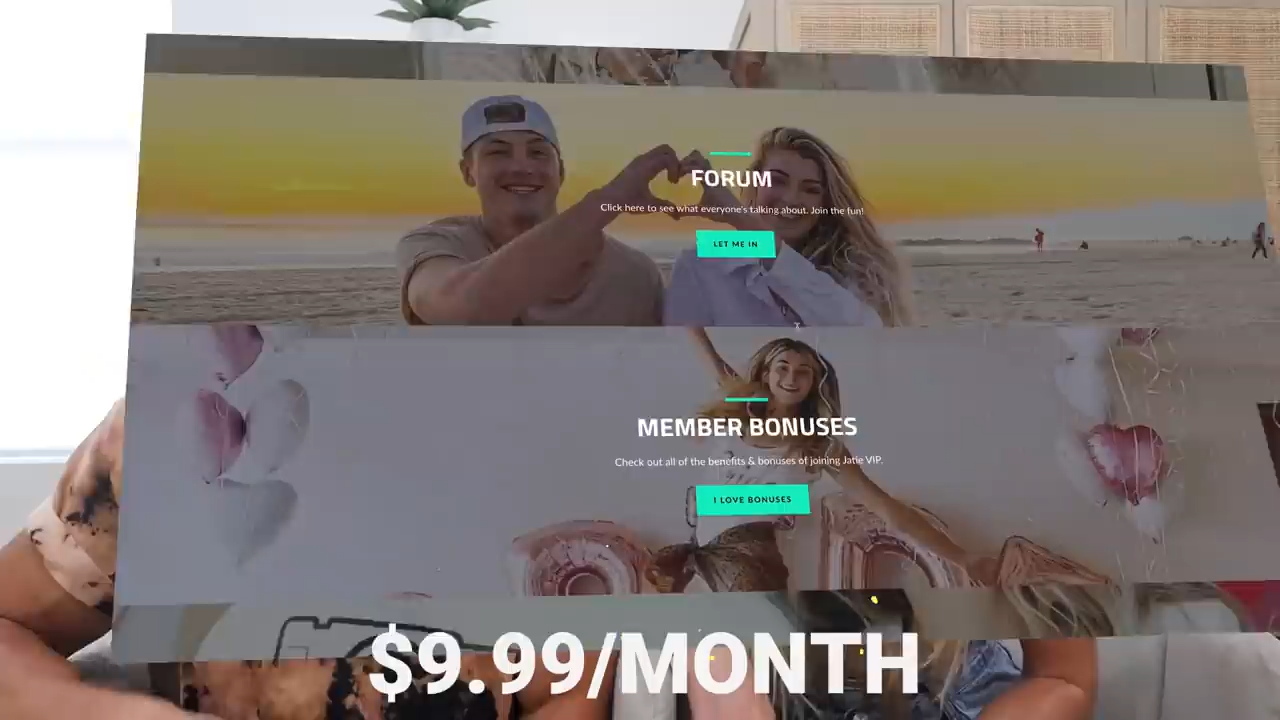 FORUM
Click here to see what everyone's talking about. Join the fun!
LET ME IN
MEMBER BONUSES
Check out all of the benefits & bonuses of joining Jatie VIP.
I LOVE BONUSES
$9.99/MONTH